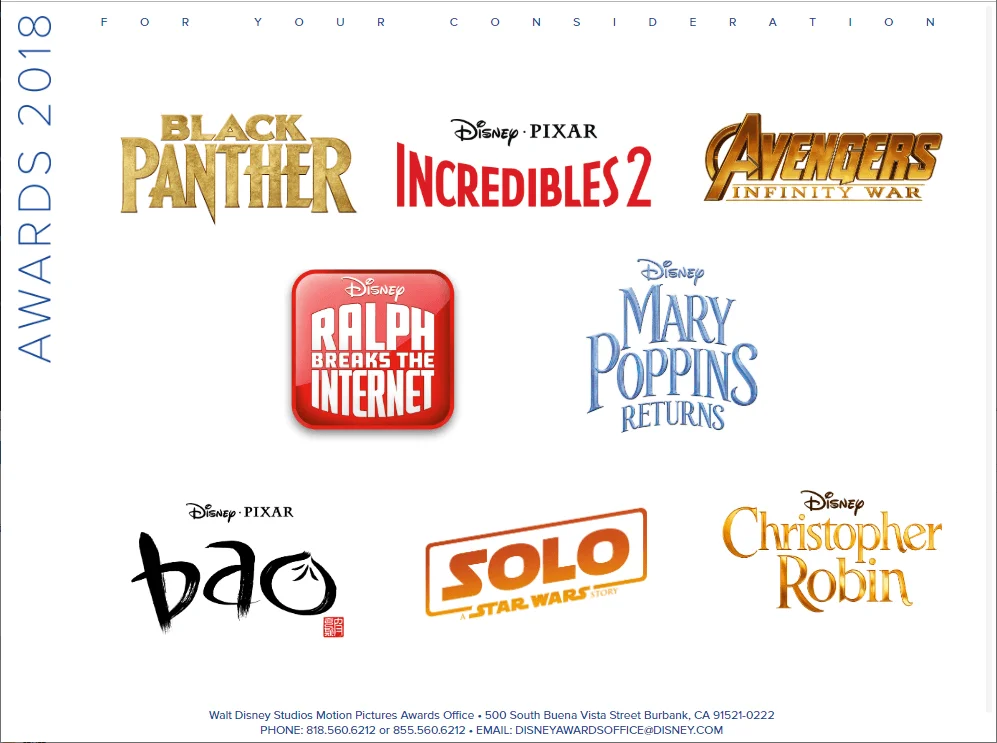 FOR YOUR CONSIDERATION
AWARDS 2018
BLACK
PANTHER
Disney · PIXAR
INCREDIBLES 2
AVENGERS
INFINITY WAR
Disney
RALPH
BREAKS THE
INTERNET
Disney
MARY
POPPINS
RETURNS
Disney · PIXAR
bao
SOLO
A STAR WARS STORY
Disney
Christopher
Robin
Walt Disney Studios Motion Pictures Awards Office • 500 South Buena Vista Street Burbank, CA 91521-0222
PHONE: 818.560.6212 or 855.560.6212 • EMAIL: DISNEYAWARDSOFFICE@DISNEY.COM